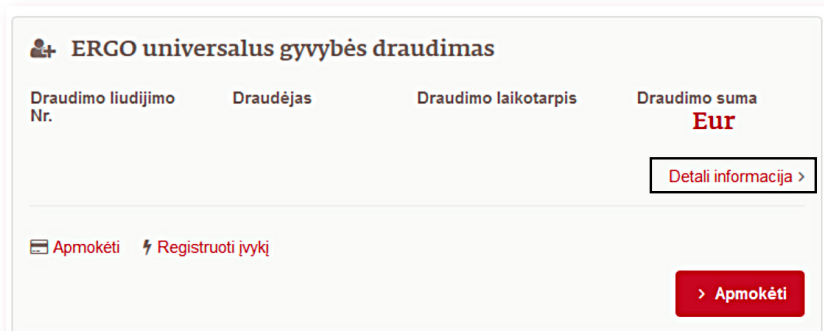 ERGO universalus gyvybės draudimas
Draudimo liudijimo Nr.
Draudėjas
Draudimo laikotarpis
Draudimo suma
Eur
Detali informacija >
Apmokėti
Registruoti įvykį
> Apmokėti